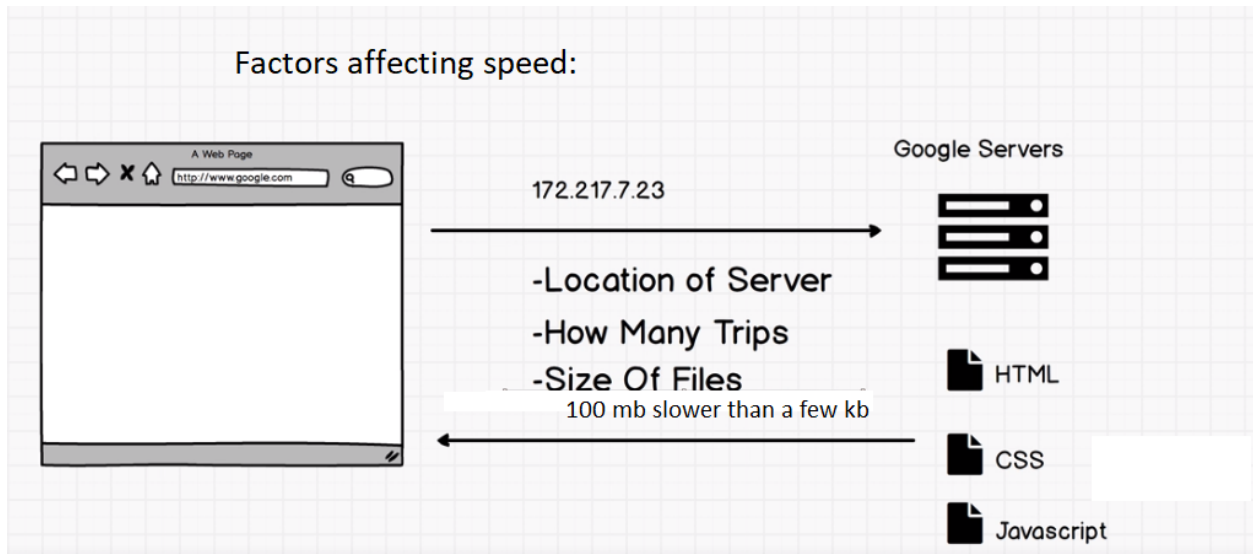 Factors affecting speed:
A Web Page
http://www.google.com
172.217.7.23
Google Servers
-Location of Server
-How Many Trips
-Size Of Files
100 mb slower than a few kb
HTML
CSS
Javascript